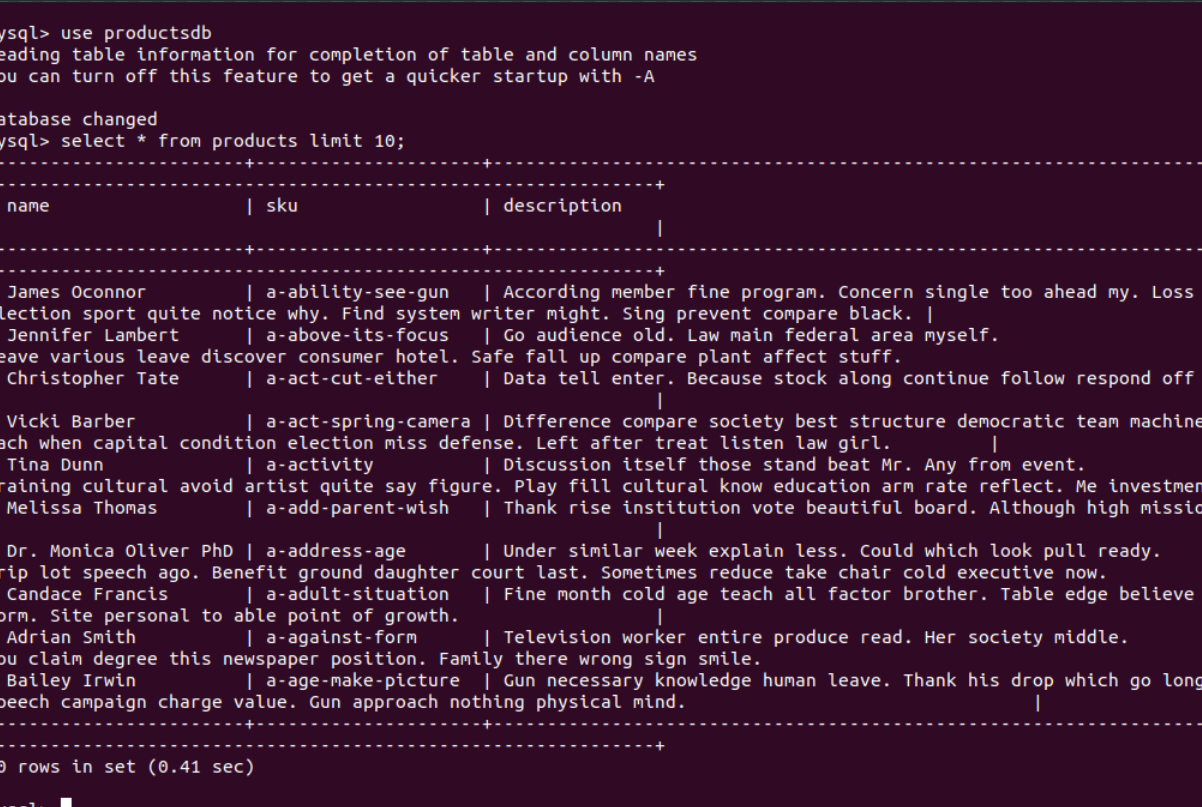 ysql> use productsdb
eading table information for completion of table and column names
ou can turn off this feature to get a quicker startup with -A
atabase changed
ysql> select * from products limit 10;
name | sku | description
|
James Oconnor | a-ability-see-gun | According member fine program. Concern single too ahead my. Loss
lection sport quite notice why. Find system writer might. Sing prevent compare black. |
Jennifer Lambert | a-above-its-focus | Go audience old. Law main federal area myself.
eave various leave discover consumer hotel. Safe fall up compare plant affect stuff.
Christopher Tate | a-act-cut-either | Data tell enter. Because stock along continue follow respond off
|
Vicki Barber | a-act-spring-camera | Difference compare society best structure democratic team machine
ach when capital condition election miss defense. Left after treat listen law girl. |
Tina Dunn | a-activity | Discussion itself those stand beat Mr. Any from event.
raining cultural avoid artist quite say figure. Play fill cultural know education arm rate reflect. Me investmen
Melissa Thomas | a-add-parent-wish | Thank rise institution vote beautiful board. Although high missio
|
Dr. Monica Oliver PhD | a-address-age | Under similar week explain less. Could which look pull ready.
rip lot speech ago. Benefit ground daughter court last. Sometimes reduce take chair cold executive now.
Candace Francis | a-adult-situation | Fine month cold age teach all factor brother. Table edge believe
orm. Site personal to able point of growth. |
Adrian Smith | a-against-form | Television worker entire produce read. Her society middle.
ou claim degree this newspaper position. Family there wrong sign smile.
Bailey Irwin | a-age-make-picture | Gun necessary knowledge human leave. Thank his drop which go long
peech campaign charge value. Gun approach nothing physical mind. |
0 rows in set (0.41 sec)